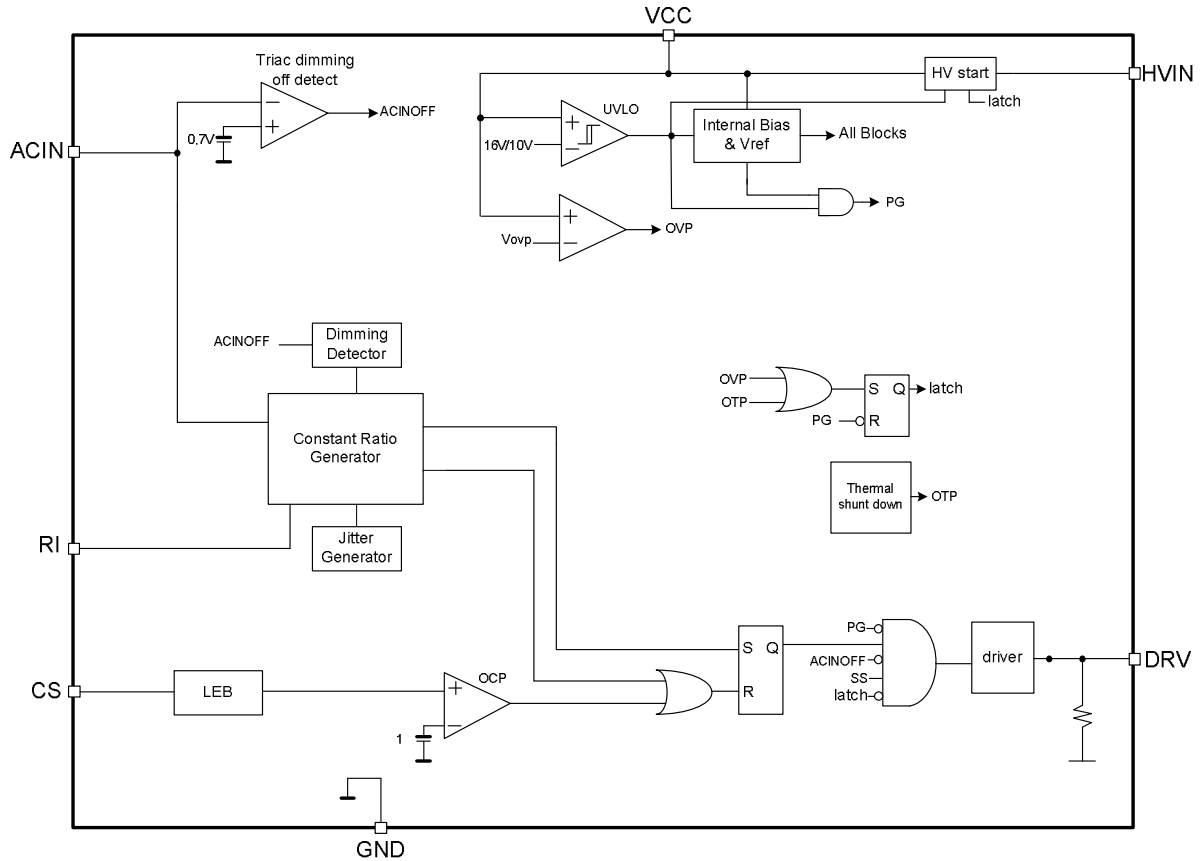 VCC
Triac dimming
off detect
HV start
HVIN
−
+
0.7V
ACINOFF
latch
UVLO
+
−
16V/10V
Internal Bias
& Vref
All Blocks
ACIN
PG
+
−
Vovp
OVP
ACINOFF
Dimming
Detector
OVP
OTP
S Q
latch
PG
R
Constant Ratio
Generator
Thermal
shunt down
OTP
RI
Jitter
Generator
PG
S Q
ACINOFF
SS
latch
driver
DRV
CS
LEB
+
−
OCP
R
1
GND